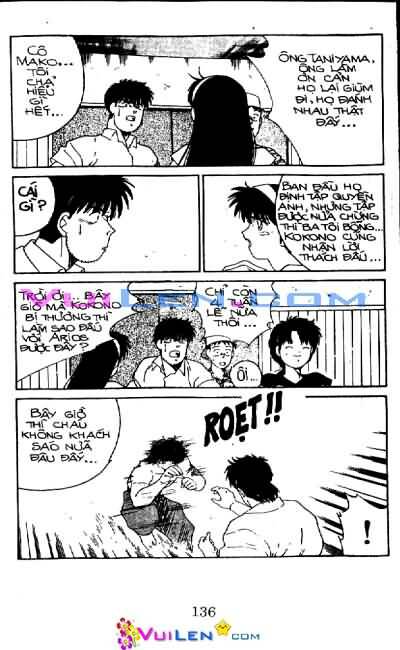 CÔ
MAKO...
TÔI
CHẢ
HIỂU
GÌ
HẾT...
ÔNG TANIYAMA,
ÔNG LÀM
ƠN CẢN
HỌ LẠI GIÙM
ĐI, HỌ ĐÁNH
NHAU THẬT
ĐẤY...
CÁI
GÌ?
BAN ĐẦU HỌ
ĐỊNH TẬP QUYỀN
ANH, NHƯNG TẬP
ĐƯỢC NỬA CHỪNG
THÌ BA TÔI BỖNG...
KOKONO CŨNG
NHẬN LỜI
THÁCH ĐẤU...
TRỜI ƠI... BÂY
GIỜ MÀ KOKONO
BỊ THƯƠNG THÌ
LÀM SAO ĐẤU
VỚI ARIOS
ĐƯỢC ĐÂY?
CHỈ CÒN
4 TUẦN
LỄ NỮA
THÔI...
ÔI...
VUILEN.COM
BÂY GIỜ
THÌ CHÁU
KHÔNG KHÁCH
SÁO NỮA
ĐÂU ĐẤY...
ROẸT!!
!
136
VUILEN.COM